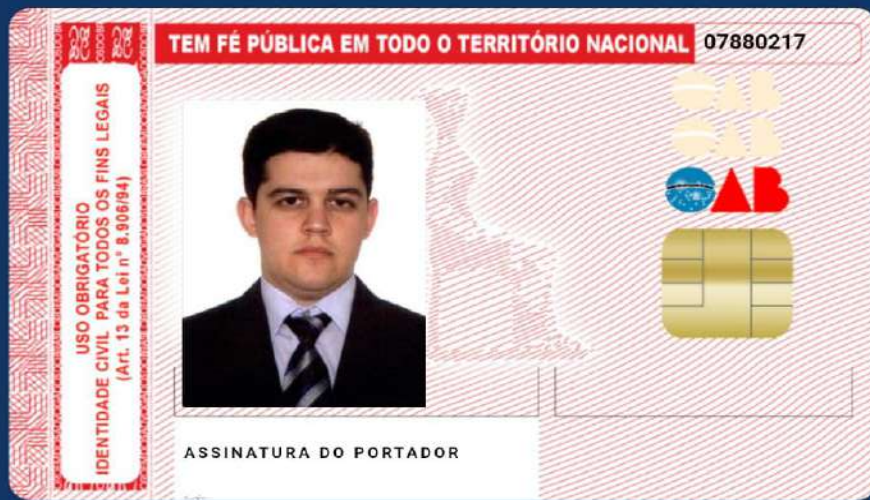 TEM FÉ PÚBLICA EM TODO O TERRITÓRIO NACIONAL 07880217
USO OBRIGATÓRIO
IDENTIDADE CIVIL PARA TODOS OS FINS LEGAIS
(Art. 13 da Lei nº 8.906/94)
OAB
OAB
OAB
ASSINATURA DO PORTADOR